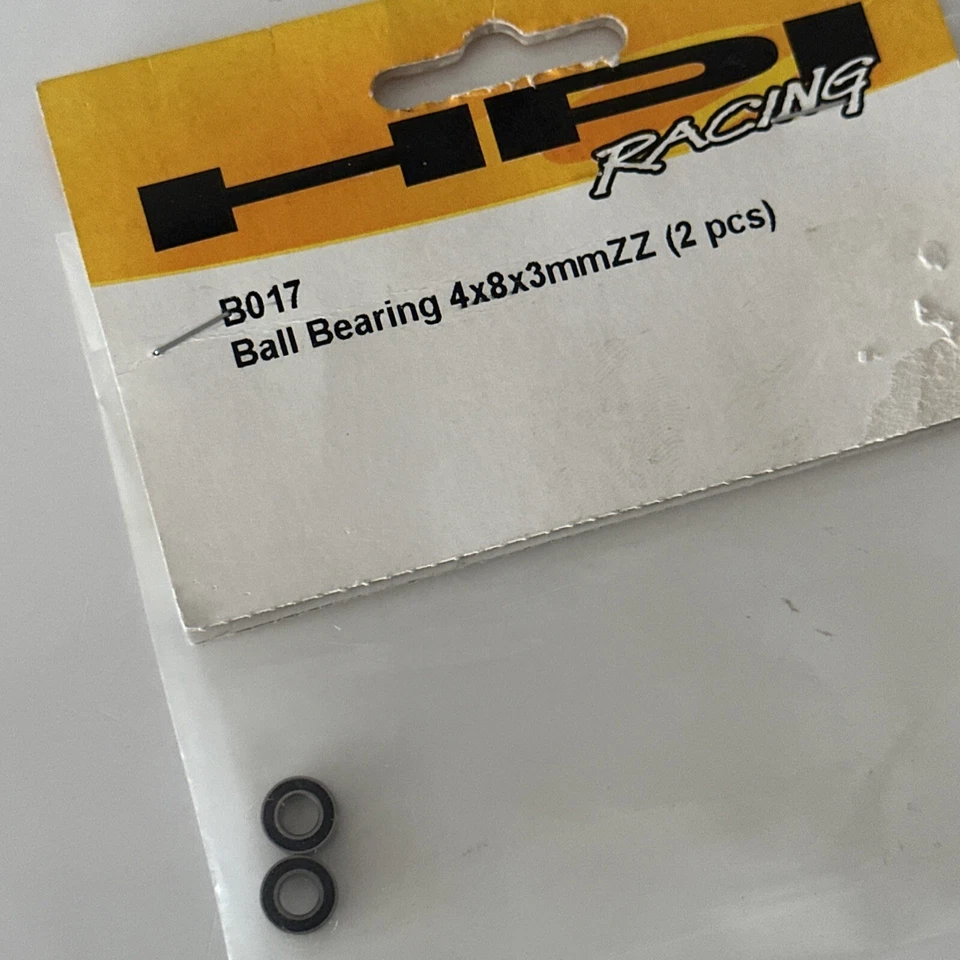 HPI
RACING
B017
Ball Bearing 4x8x3mmZZ (2 pcs)